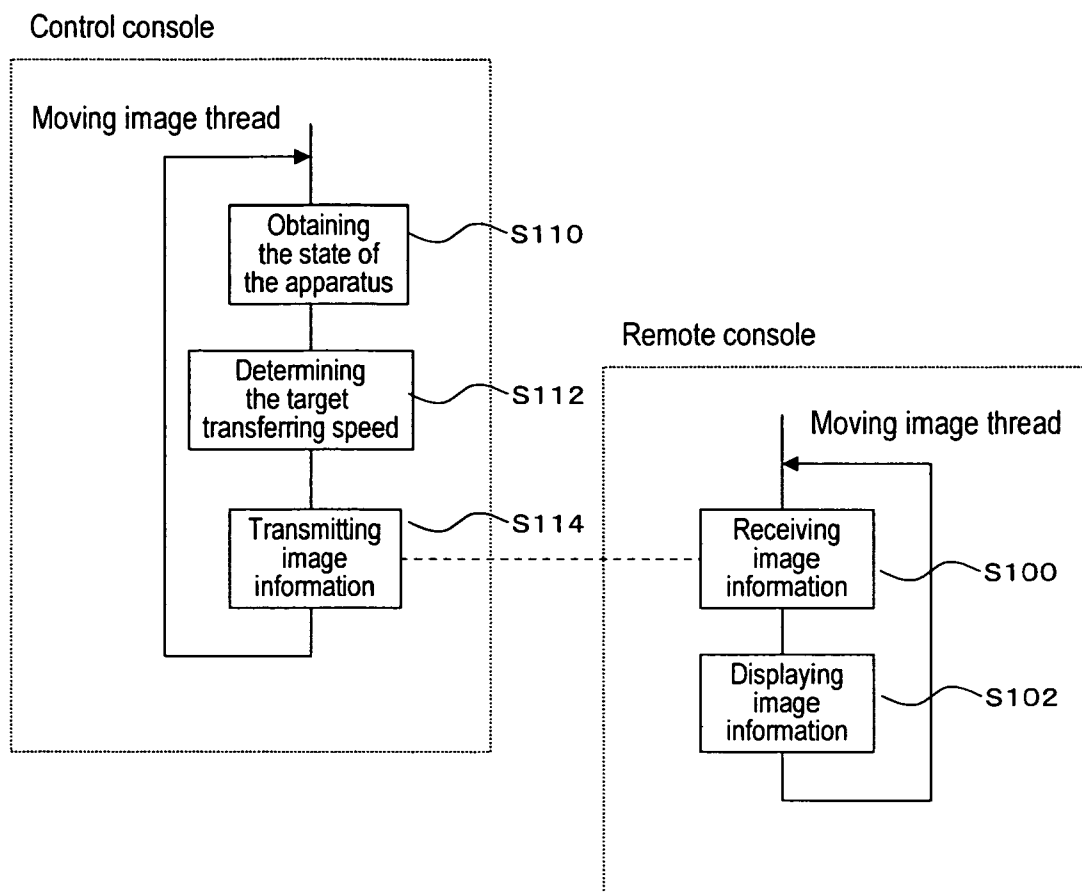 Control console
Moving image thread
Obtaining
the state of
the apparatus
S110
Determining
the target
transferring speed
S112
Transmitting
image
information
S114
Remote console
Moving image thread
Receiving
image
information
S100
Displaying
image
information
S102